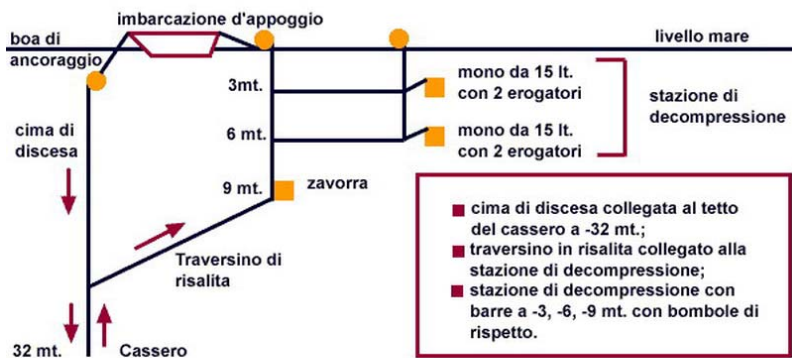 imbarcazione d'appoggio
boa di
ancoraggio
livello mare
3mt.
mono da 15 lt.
con 2 erogatori
stazione di
decompressione
cima di
discesa
6 mt.
mono da 15 lt.
con 2 erogatori
9 mt.
zavorra
Traversino di
risalita
cima di discesa collegata al tetto
del cassero a -32 mt.;
traversino in risalita collegato alla
stazione di decompressione;
stazione di decompressione con
barre a -3, -6, -9 mt. con bombole di
rispetto.
32 mt.
Cassero